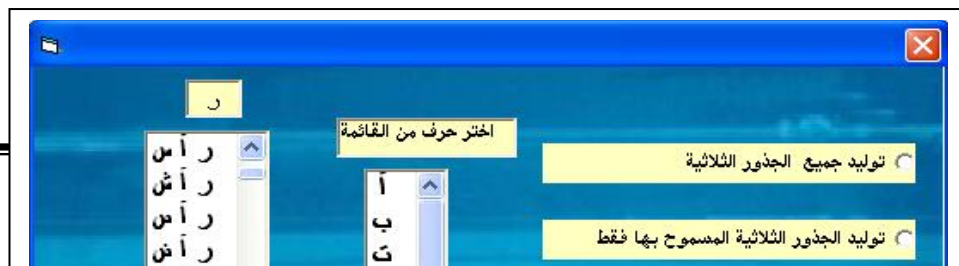 ر
اختر حرف من القائمة
توليد جميع الجذور الثلاثية
توليد الجذور الثلاثية المسموح بها فقط
أ
ب
ت
ر أ س
ر أ ش
ر أ ص
ر أ ض